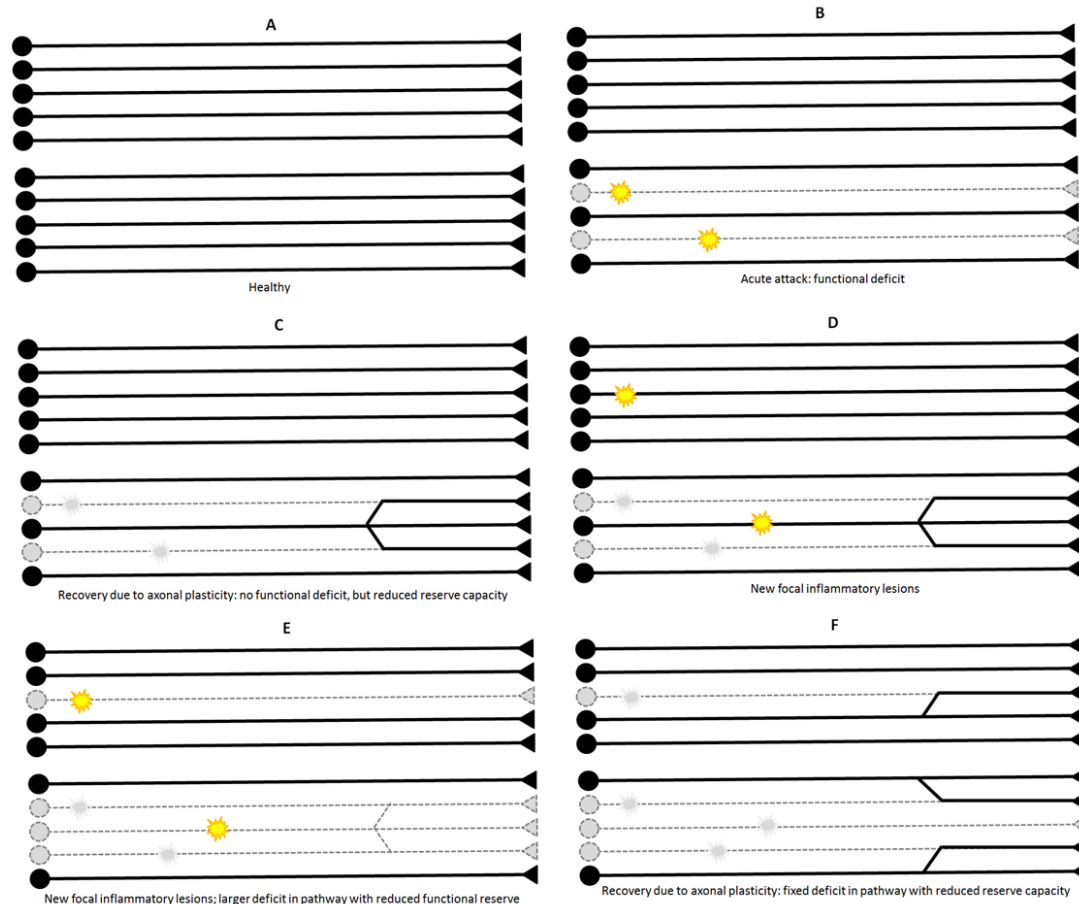 A
Healthy
B
Acute attack: functional deficit
C
Recovery due to axonal plasticity: no functional deficit, but reduced reserve capacity
D
New focal inflammatory lesions
E
New focal inflammatory lesions; larger deficit in pathway with reduced functional reserve
F
Recovery due to axonal plasticity: fixed deficit in pathway with reduced reserve capacity